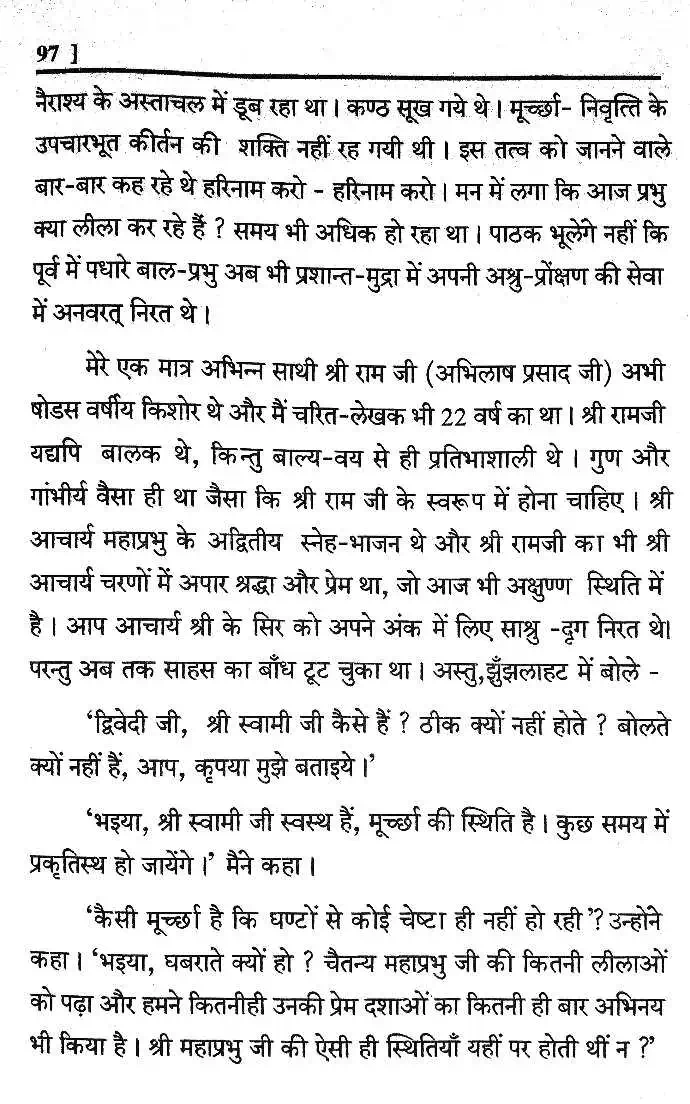 97 ]
नैराश्य के अस्ताचल में डूब रहा था। कण्ठ सूख गये थे। मूर्च्छा- निवृत्ति के
उपचारभूत कीर्तन की शक्ति नहीं रह गयी थी। इस तत्व को जानने वाले
बार-बार कह रहे थे हरिनाम करो - हरिनाम करो। मन में लगा कि आज प्रभु
क्या लीला कर रहे हैं ? समय भी अधिक हो रहा था। पाठक भूलेंगे नहीं कि
पूर्व में पधारे बाल-प्रभु अब भी प्रशान्त-मुद्रा में अपनी अश्रु-प्रोंक्षण की सेवा
में अनवरत् निरत थे।
मेरे एक मात्र अभिन्न साथी श्री राम जी (अभिलाष प्रसाद जी) अभी
षोडस वर्षीय किशोर थे और मैं चरित-लेखक भी 22 वर्ष का था। श्री रामजी
यद्यपि बालक थे, किन्तु बाल्य-वय से ही प्रतिभाशाली थे। गुण और
गांभीर्य वैसा ही था जैसा कि श्री राम जी के स्वरूप में होना चाहिए। श्री
आचार्य महाप्रभु के अद्वितीय स्नेह-भाजन थे और श्री रामजी का भी श्री
आचार्य चरणों में अपार श्रद्धा और प्रेम था, जो आज भी अक्षुण्ण स्थिति में
है। आप आचार्य श्री के सिर को अपने अंक में लिए साश्रु -दृग निरत थे।
परन्तु अब तक साहस का बाँध टूट चुका था। अस्तु,झुँझलाहट में बोले -
‘द्विवेदी जी, श्री स्वामी जी कैसे हैं ? ठीक क्यों नहीं होते ? बोलते
क्यों नहीं हैं, आप, कृपया मुझे बताइये।’
‘भइया, श्री स्वामी जी स्वस्थ हैं, मूर्च्छा की स्थिति है। कुछ समय में
प्रकृतिस्थ हो जायेंगे।’ मैने कहा।
‘कैसी मूर्च्छा है कि घण्टों से कोई चेष्टा ही नहीं हो रही ’? उन्होंने
कहा। ‘भइया, घबराते क्यों हो ? चैतन्य महाप्रभु जी की कितनी लीलाओं
को पढ़ा और हमने कितनीही उनकी प्रेम दशाओं का कितनी ही बार अभिनय
भी किया है। श्री महाप्रभु जी की ऐसी ही स्थितियाँ यहीं पर होती थीं न ?’